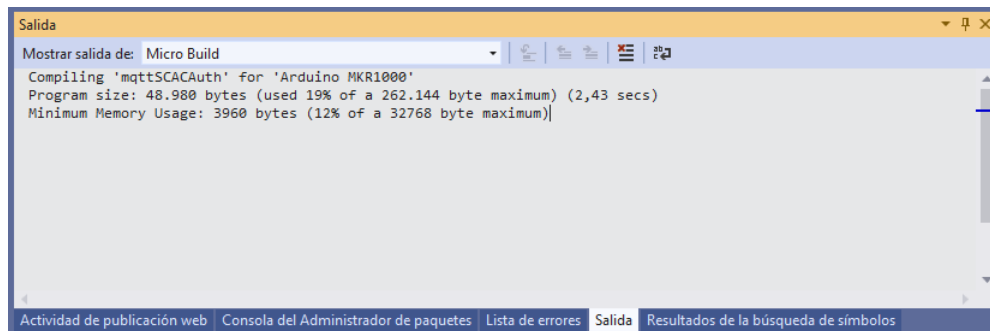 Salida
Mostrar salida de: Micro Build
Compiling 'mqttSCACAuth' for 'Arduino MKR1000'
Program size: 48.980 bytes (used 19% of a 262.144 byte maximum) (2,43 secs)
Minimum Memory Usage: 3960 bytes (12% of a 32768 byte maximum)
Actividad de publicación web Consola del Administrador de paquetes Lista de errores Salida Resultados de la búsqueda de símbolos